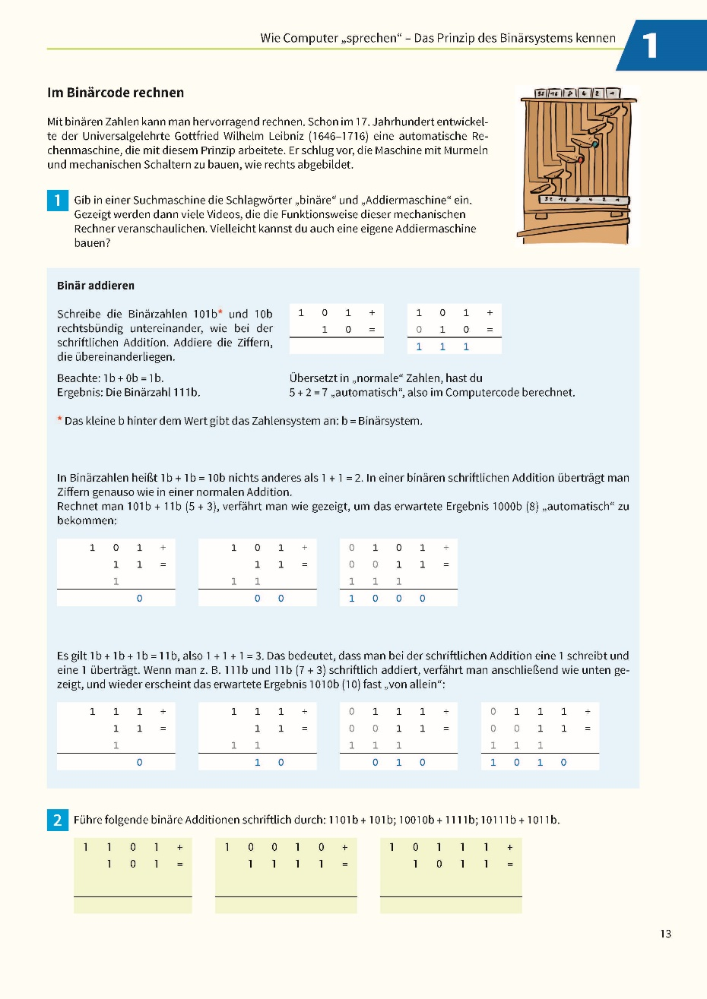 Wie Computer „sprechen“ – Das Prinzip des Binärsystems kennen
1
Im Binärcode rechnen
Mit binären Zahlen kann man hervorragend rechnen. Schon im 17. Jahrhundert entwickel-
te der Universalgelehrte Gottfried Wilhelm Leibniz (1646–1716) eine automatische Re-
chenmaschine, die mit diesem Prinzip arbeitete. Er schlug vor, die Maschine mit Murmeln
und mechanischen Schaltern zu bauen, wie rechts abgebildet.
32 16 8 4 2 1
32 16 8 4 2 1
1 Gib in einer Suchmaschine die Schlagwörter „binäre“ und „Addiermaschine“ ein.
Gezeigt werden dann viele Videos, die die Funktionsweise dieser mechanischen
Rechner veranschaulichen. Vielleicht kannst du auch eine eigene Addiermaschine
bauen?
Binär addieren
Schreibe die Binärzahlen 101b* und 10b
rechtsbündig untereinander, wie bei der
schriftlichen Addition. Addiere die Ziffern,
die übereinanderliegen.
1 0 1 +
1 0 =
1 0 1 +
0 1 0 =
1 1 1
Beachte: 1b + 0b = 1b.
Ergebnis: Die Binärzahl 111b.
Übersetzt in „normale“ Zahlen, hast du
5 + 2 = 7 „automatisch“, also im Computercode berechnet.
* Das kleine b hinter dem Wert gibt das Zahlensystem an: b = Binärsystem.
In Binärzahlen heißt 1b + 1b = 10b nichts anderes als 1 + 1 = 2. In einer binären schriftlichen Addition überträgt man
Ziffern genauso wie in einer normalen Addition.
Rechnet man 101b + 11b (5 + 3), verfährt man wie gezeigt, um das erwartete Ergebnis 1000b (8) „automatisch“ zu
bekommen:
1 0 1 +
1 1 =
1
0
1 0 1 +
1 1 =
1 1
0 0
0 1 0 1 +
0 0 1 1 =
1 1 1
1 0 0 0
Es gilt 1b + 1b + 1b = 11b, also 1 + 1 + 1 = 3. Das bedeutet, dass man bei der schriftlichen Addition eine 1 schreibt und
eine 1 überträgt. Wenn man z. B. 111b und 11b (7 + 3) schriftlich addiert, verfährt man anschließend wie unten ge-
zeigt, und wieder erscheint das erwartete Ergebnis 1010b (10) fast „von allein“:
1 1 1 +
1 1 =
1
0
1 1 1 +
1 1 =
1 1
1 0
0 1 1 1 +
0 0 1 1 =
1 1 1
0 1 0
0 1 1 1 +
0 0 1 1 =
1 1 1
1 0 1 0
2 Führe folgende binäre Additionen schriftlich durch: 1101b + 101b; 10010b + 1111b; 10111b + 1011b.
1 1 0 1 +
1 0 1 =
1 0 0 1 0 +
1 1 1 1 =
1 0 1 1 1 +
1 0 1 1 =
13